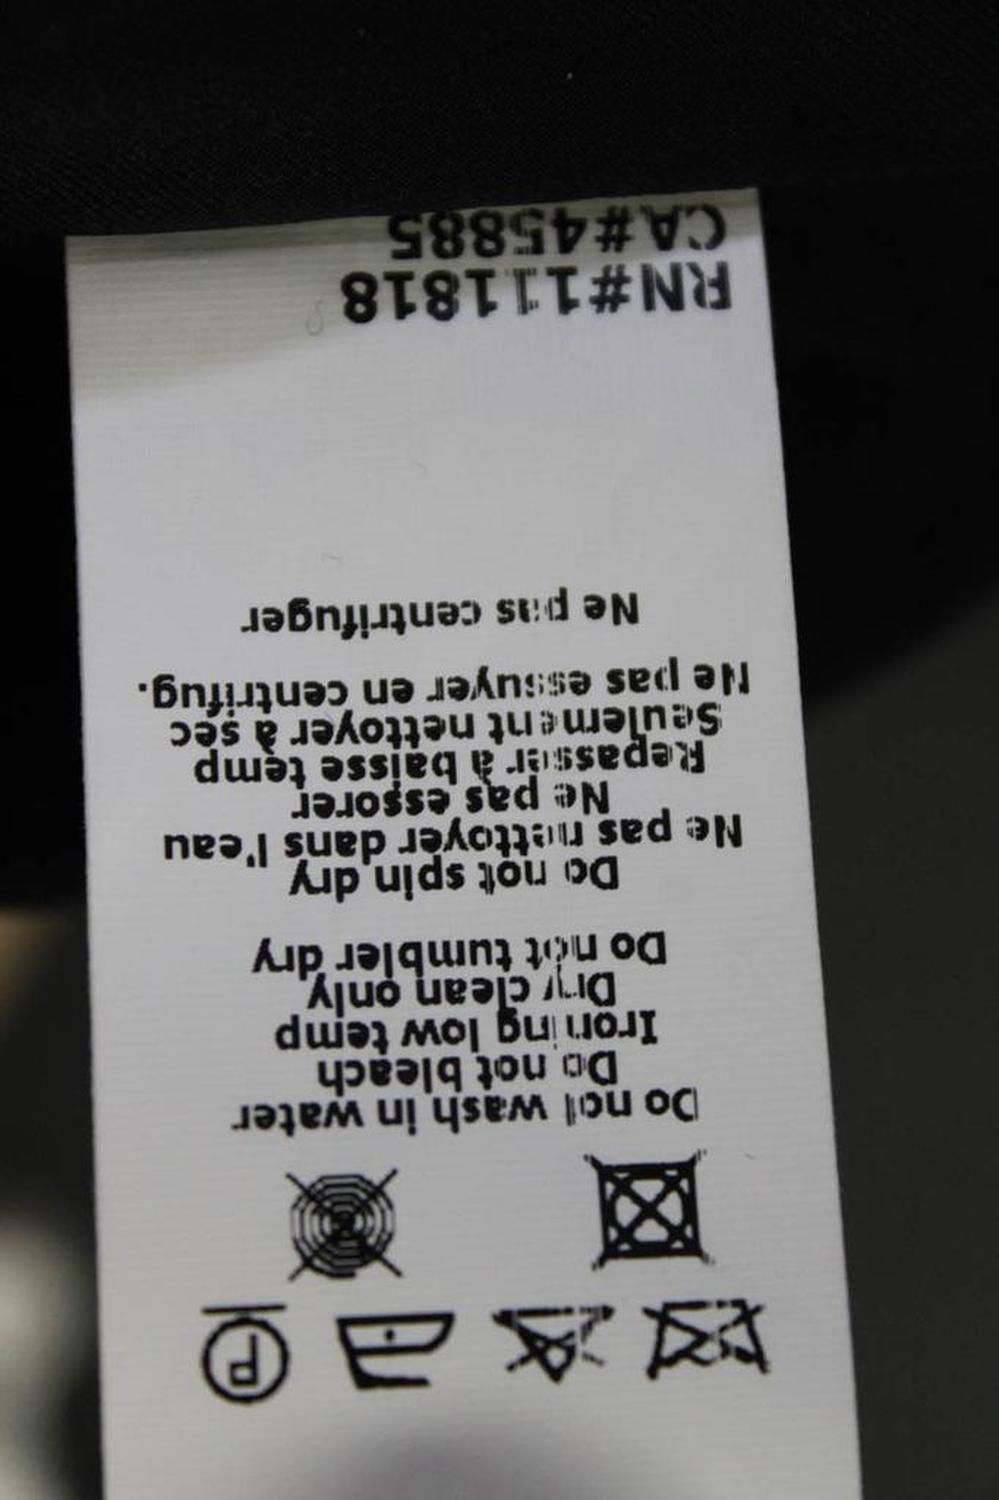 P
Do not wash in water
Do not bleach
Ironing low temp
Dry clean only
Do not tumbler dry
Do not spin dry
Ne pas nettoyer dans l'eau
Ne pas essorer
Repasser à baisse temp
Seulement nettoyer à sec
Ne pas essuyer en centrifug.
Ne pas centrifuger
RN#111818
CA#45885